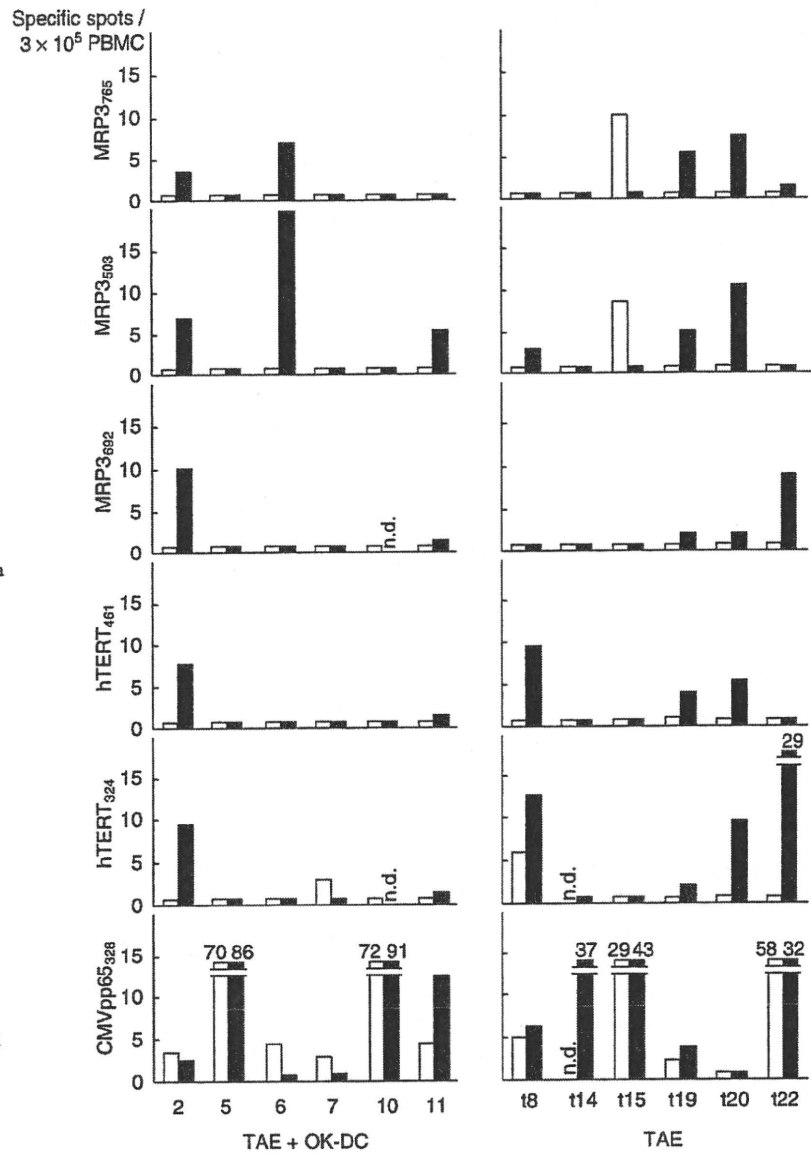 Specific spots /
3 × 10⁵ PBMC
MRP3₇₆₅
15
10
5
0
MRP3₅₀₃
15
10
5
0
MRP3₆₉₂
15
10
5
0
n.d.
hTERT₄₆₁
15
10
5
0
hTERT₃₂₄
15
10
5
0
n.d.
n.d.
29
CMVpp65₃₂₈
15
10
5
0
70 86
72 91
n.d.
37
29 43
58 32
2 5 6 7 10 11
t8 t14 t15 t19 t20 t22
TAE + OK-DC
TAE
a